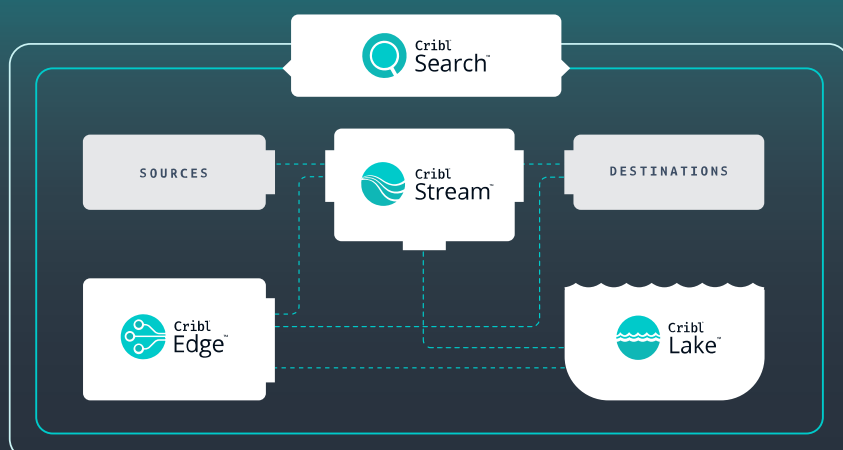 Cribl
Search™
SOURCES
Cribl
Stream™
DESTINATIONS
Cribl
Edge™
Cribl
Lake™